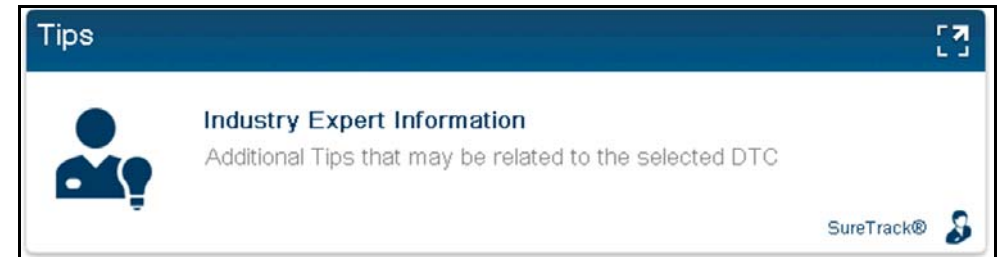 Tips
Industry Expert Information
Additional Tips that may be related to the selected DTC
SureTrack®